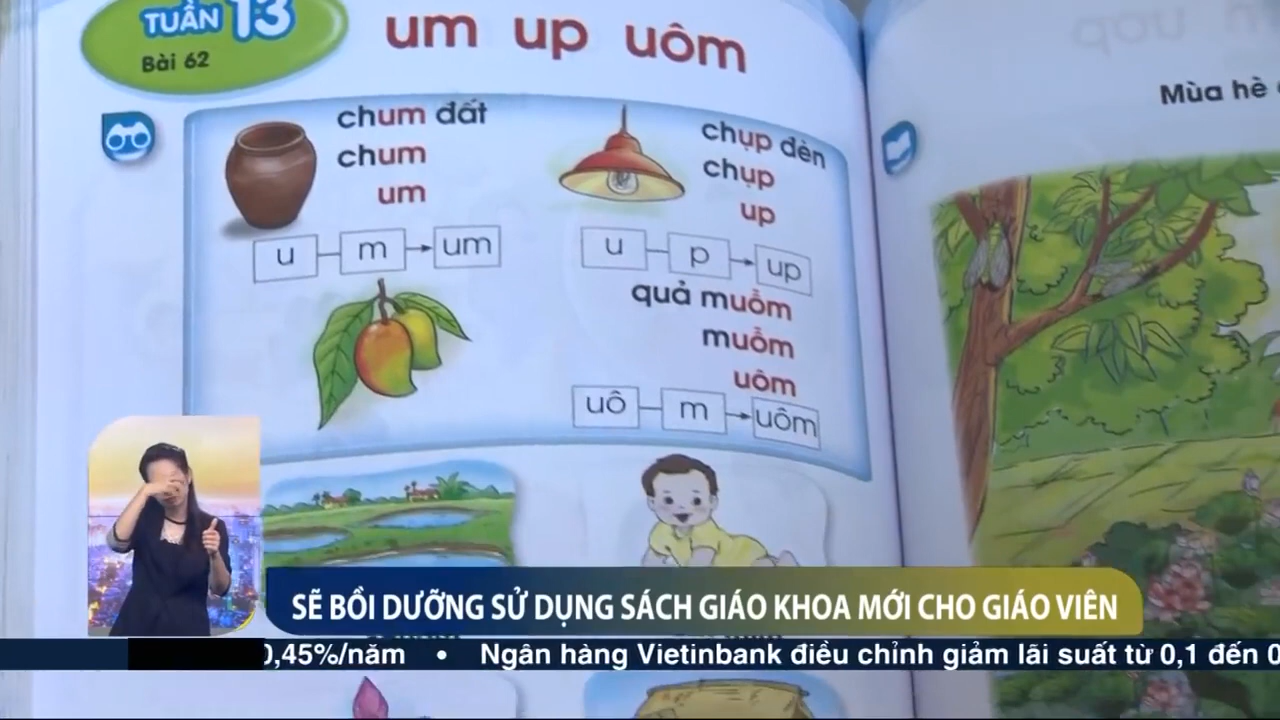 TUẦN 13
Bài 62
um up uôm
chum đất
chum
um
u m um
chụp đèn
chụp
up
u p up
quả muỗm
muỗm
uôm
uô m uôm
Mùa hè
SẼ BỒI DƯỠNG SỬ DỤNG SÁCH GIÁO KHOA MỚI CHO GIÁO VIÊN
0,45%/năm • Ngân hàng Vietinbank điều chỉnh giảm lãi suất từ 0,1 đến 0